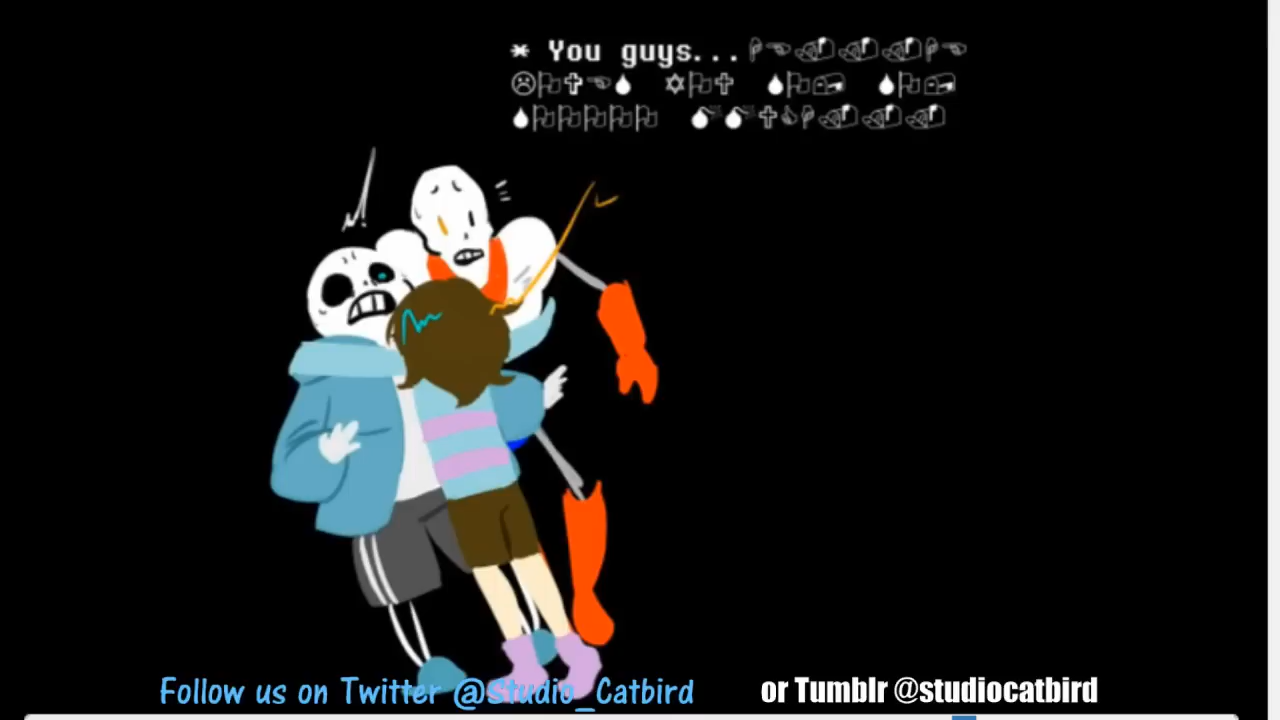 * You guys...☟☜📬📬📬☟☜
☹⚐✞☜💧 ✡⚐🕆 💧⚐📪 💧⚐📪
💧⚐⚐⚐⚐⚐ 💣💣🕆👍☟📬📬📬
Follow us on Twitter @Studio_Catbird or Tumblr @studiocatbird